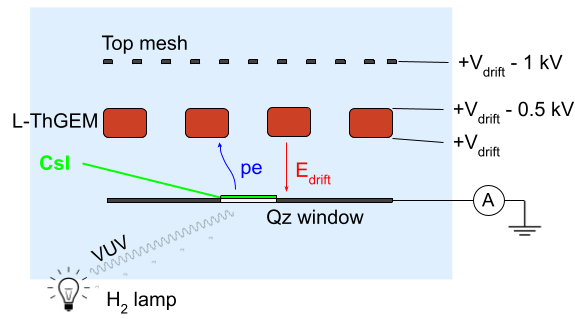 Top mesh
+Vdrift - 1 kV
L-ThGEM
+Vdrift - 0.5 kV
+Vdrift
CsI
pe
Edrift
A
Qz window
VUV
H2 lamp